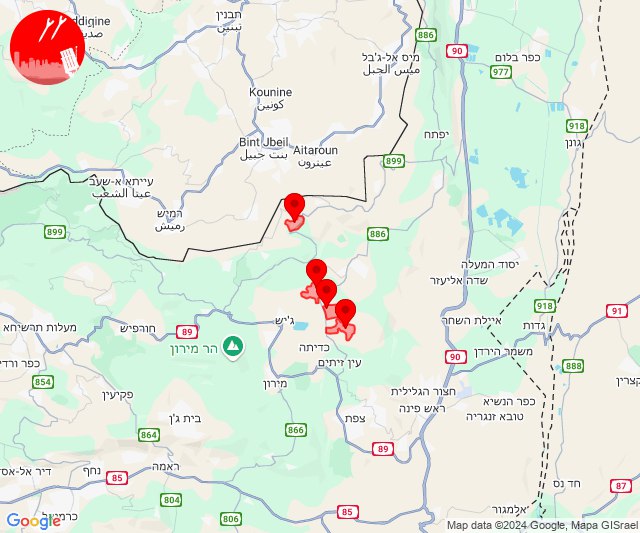 תבנין
تبنين
ddigine
صديقين
886
מיס אל-ג'בל
ميس الجبل
90
כפר בלום
977
Kounine
كونين
918
Bint Jbeil
بنت جبيل
Aitaroun
عيترون
יפתח
גונן
899
עייתא א-שעב
عيتا الشعب
רמיש
رميش
899
886
יסוד המעלה
שדה אליעזר
918
91
מעלות תרשיחא
חורפיש
89
ג'יש
איילת השחר
גדות
הר מירון
כדיתה
עין זיתים
90
משמר הירדן
888
כפר ורדי
854
מירון
פקיעין
חצור הגלילית
ראש פינה
כפר הנשיא
טובא זנגריה
קצרין
בית ג'ן
צפת
864
866
89
דיר אל-אסד
נחף
85
ראמה
804
87
חד נס
85
אלמגור
כרמיאל
806
Google
Map data ©2024 Google, Mapa GISrael